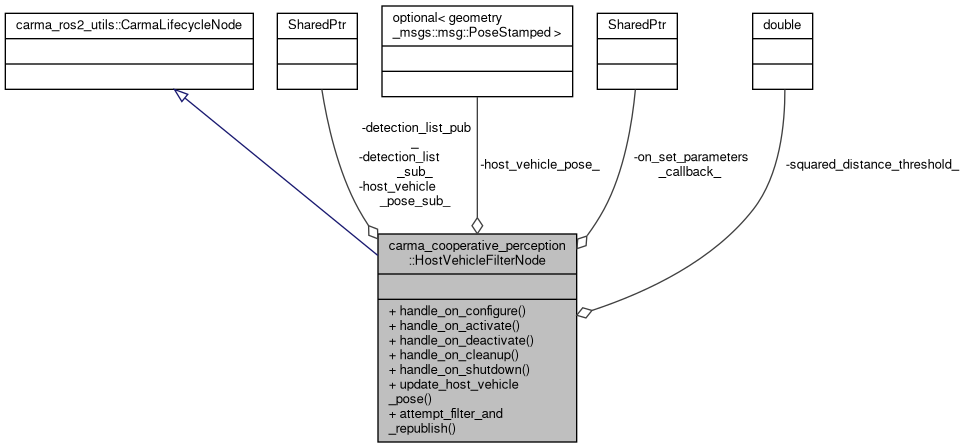 carma_ros2_utils::CarmaLifecycleNode
SharedPtr
optional< geometry
_msgs::msg::PoseStamped >
SharedPtr
double
-detection_list_pub
_
-detection_list
_sub_
-host_vehicle
_pose_sub_
-host_vehicle_pose_
-on_set_parameters
_callback_
-squared_distance_threshold_
carma_cooperative_perception
::HostVehicleFilterNode
+ handle_on_configure()
+ handle_on_activate()
+ handle_on_deactivate()
+ handle_on_cleanup()
+ handle_on_shutdown()
+ update_host_vehicle
_pose()
+ attempt_filter_and
_republish()